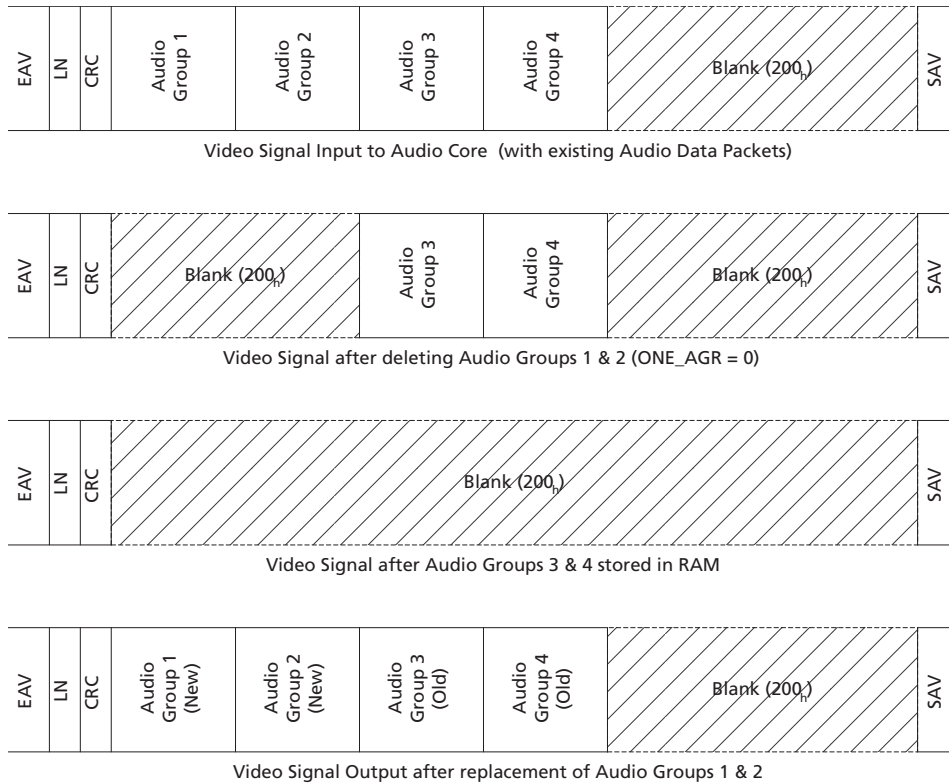 EAV
LN
CRC
Audio
Group 1
Audio
Group 2
Audio
Group 3
Audio
Group 4
Blank (200h)
SAV
Video Signal Input to Audio Core (with existing Audio Data Packets)
EAV
LN
CRC
Blank (200h)
Audio
Group 3
Audio
Group 4
Blank (200h)
SAV
Video Signal after deleting Audio Groups 1 & 2 (ONE_AGR = 0)
EAV
LN
CRC
Blank (200h)
SAV
Video Signal after Audio Groups 3 & 4 stored in RAM
EAV
LN
CRC
Audio
Group 1
(New)
Audio
Group 2
(New)
Audio
Group 3
(Old)
Audio
Group 4
(Old)
Blank (200h)
SAV
Video Signal Output after replacement of Audio Groups 1 & 2